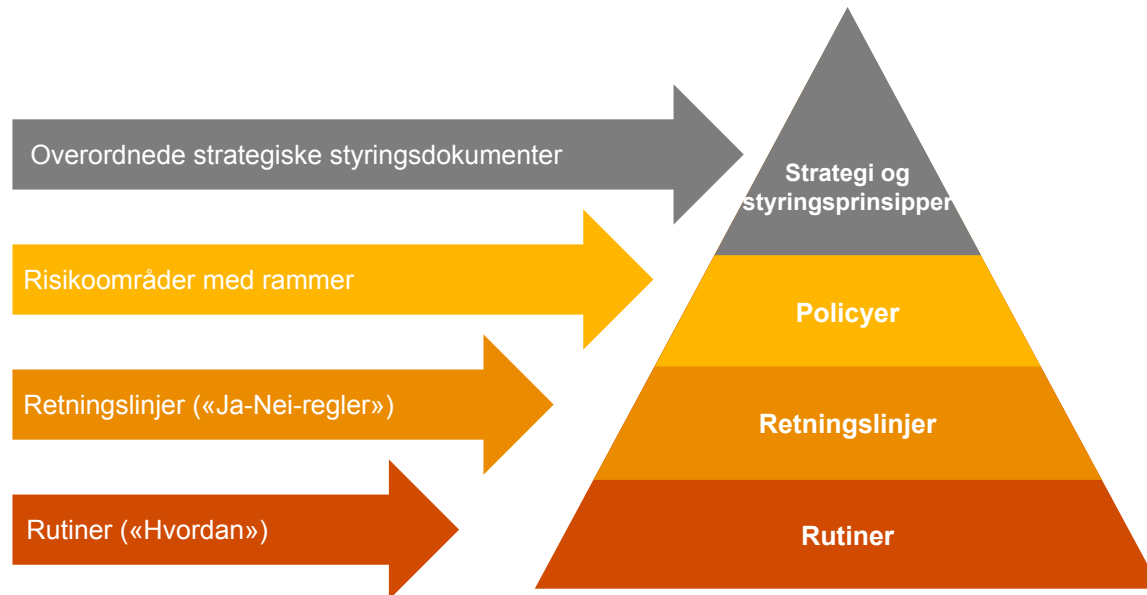 Overordnede strategiske styringsdokumenter
Strategi og
styringsprinsipper
Risikoområder med rammer
Policyer
Retningslinjer («Ja-Nei-regler»)
Retningslinjer
Rutiner («Hvordan»)
Rutiner